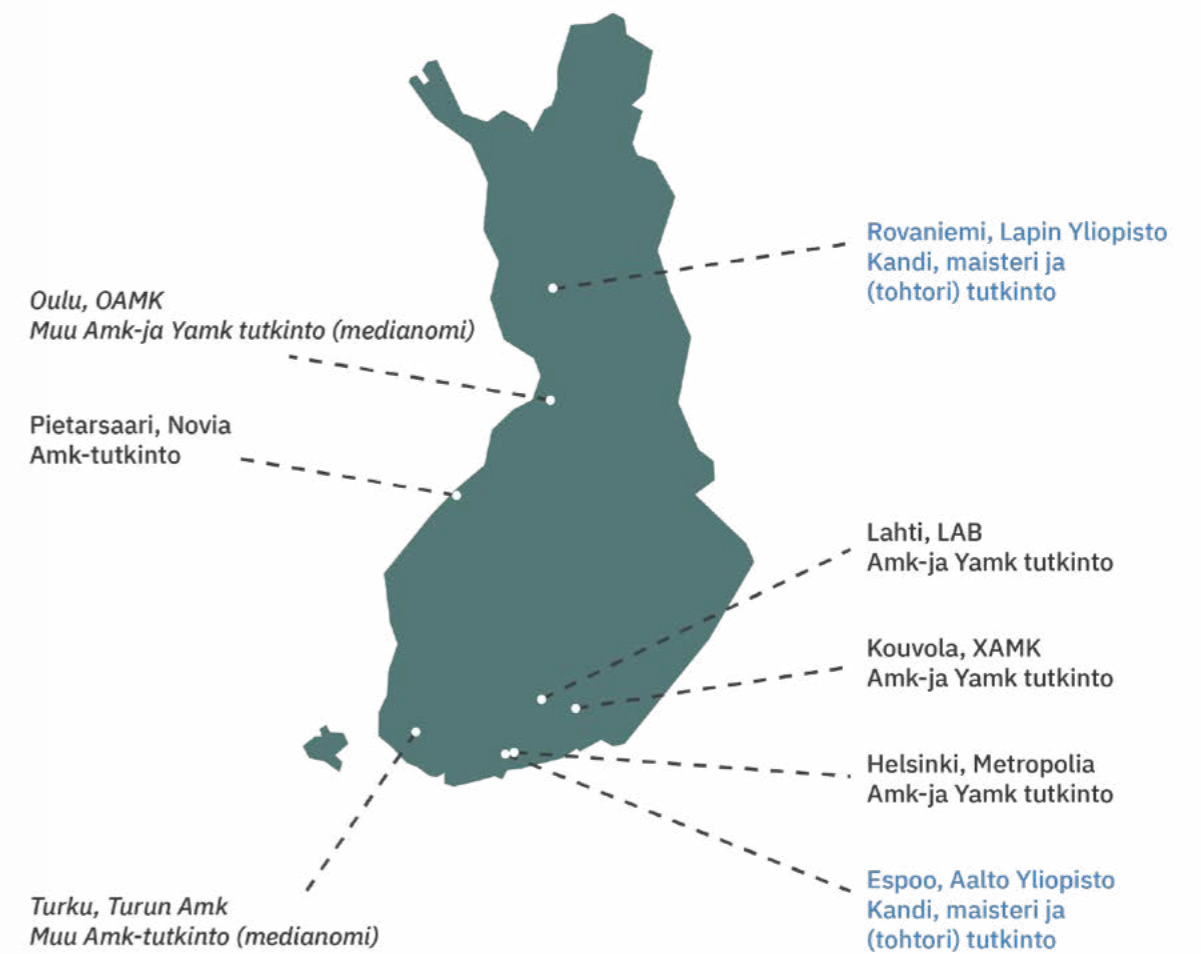 Rovaniemi, Lapin Yliopisto
Kandi, maisteri ja
(tohtori) tutkinto
Oulu, OAMK
Muu Amk-ja Yamk tutkinto (medianomi)
Pietarsaari, Novia
Amk-tutkinto
Lahti, LAB
Amk-ja Yamk tutkinto
Kouvola, XAMK
Amk-ja Yamk tutkinto
Helsinki, Metropolia
Amk-ja Yamk tutkinto
Espoo, Aalto Yliopisto
Kandi, maisteri ja
(tohtori) tutkinto
Turku, Turun Amk
Muu Amk-tutkinto (medianomi)